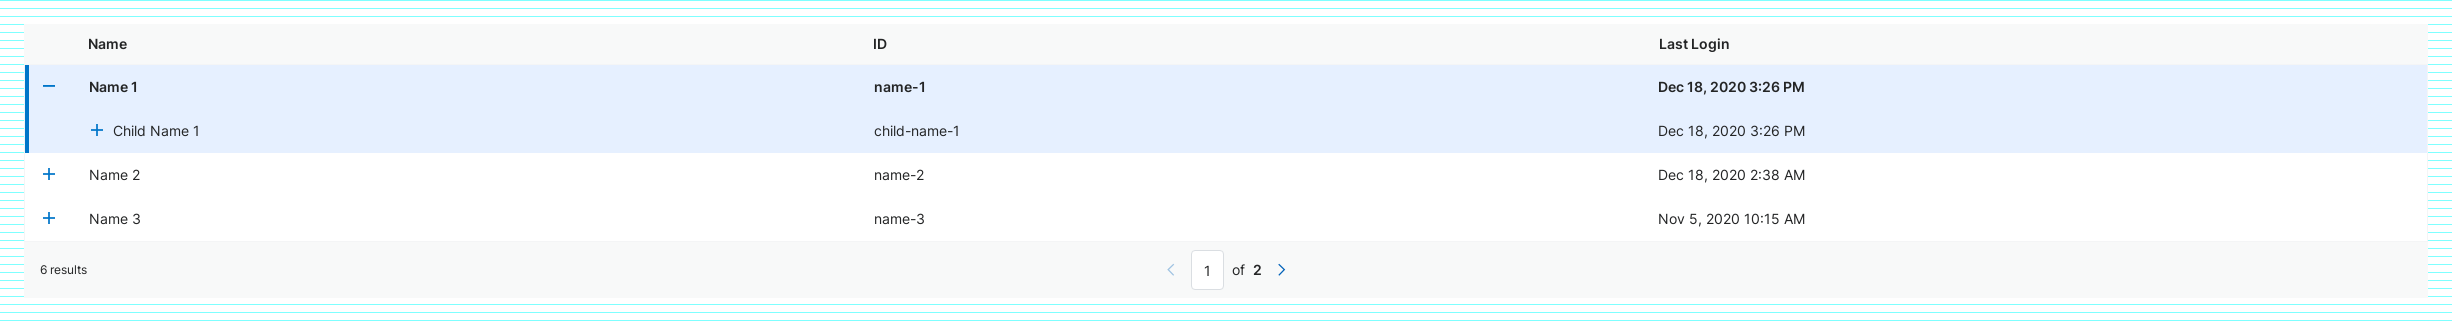 Name ID Last Login
Name 1 name-1 Dec 18, 2020 3:26 PM
Child Name 1 child-name-1 Dec 18, 2020 3:26 PM
Name 2 name-2 Dec 18, 2020 2:38 AM
Name 3 name-3 Nov 5, 2020 10:15 AM
6 results 1 of 2